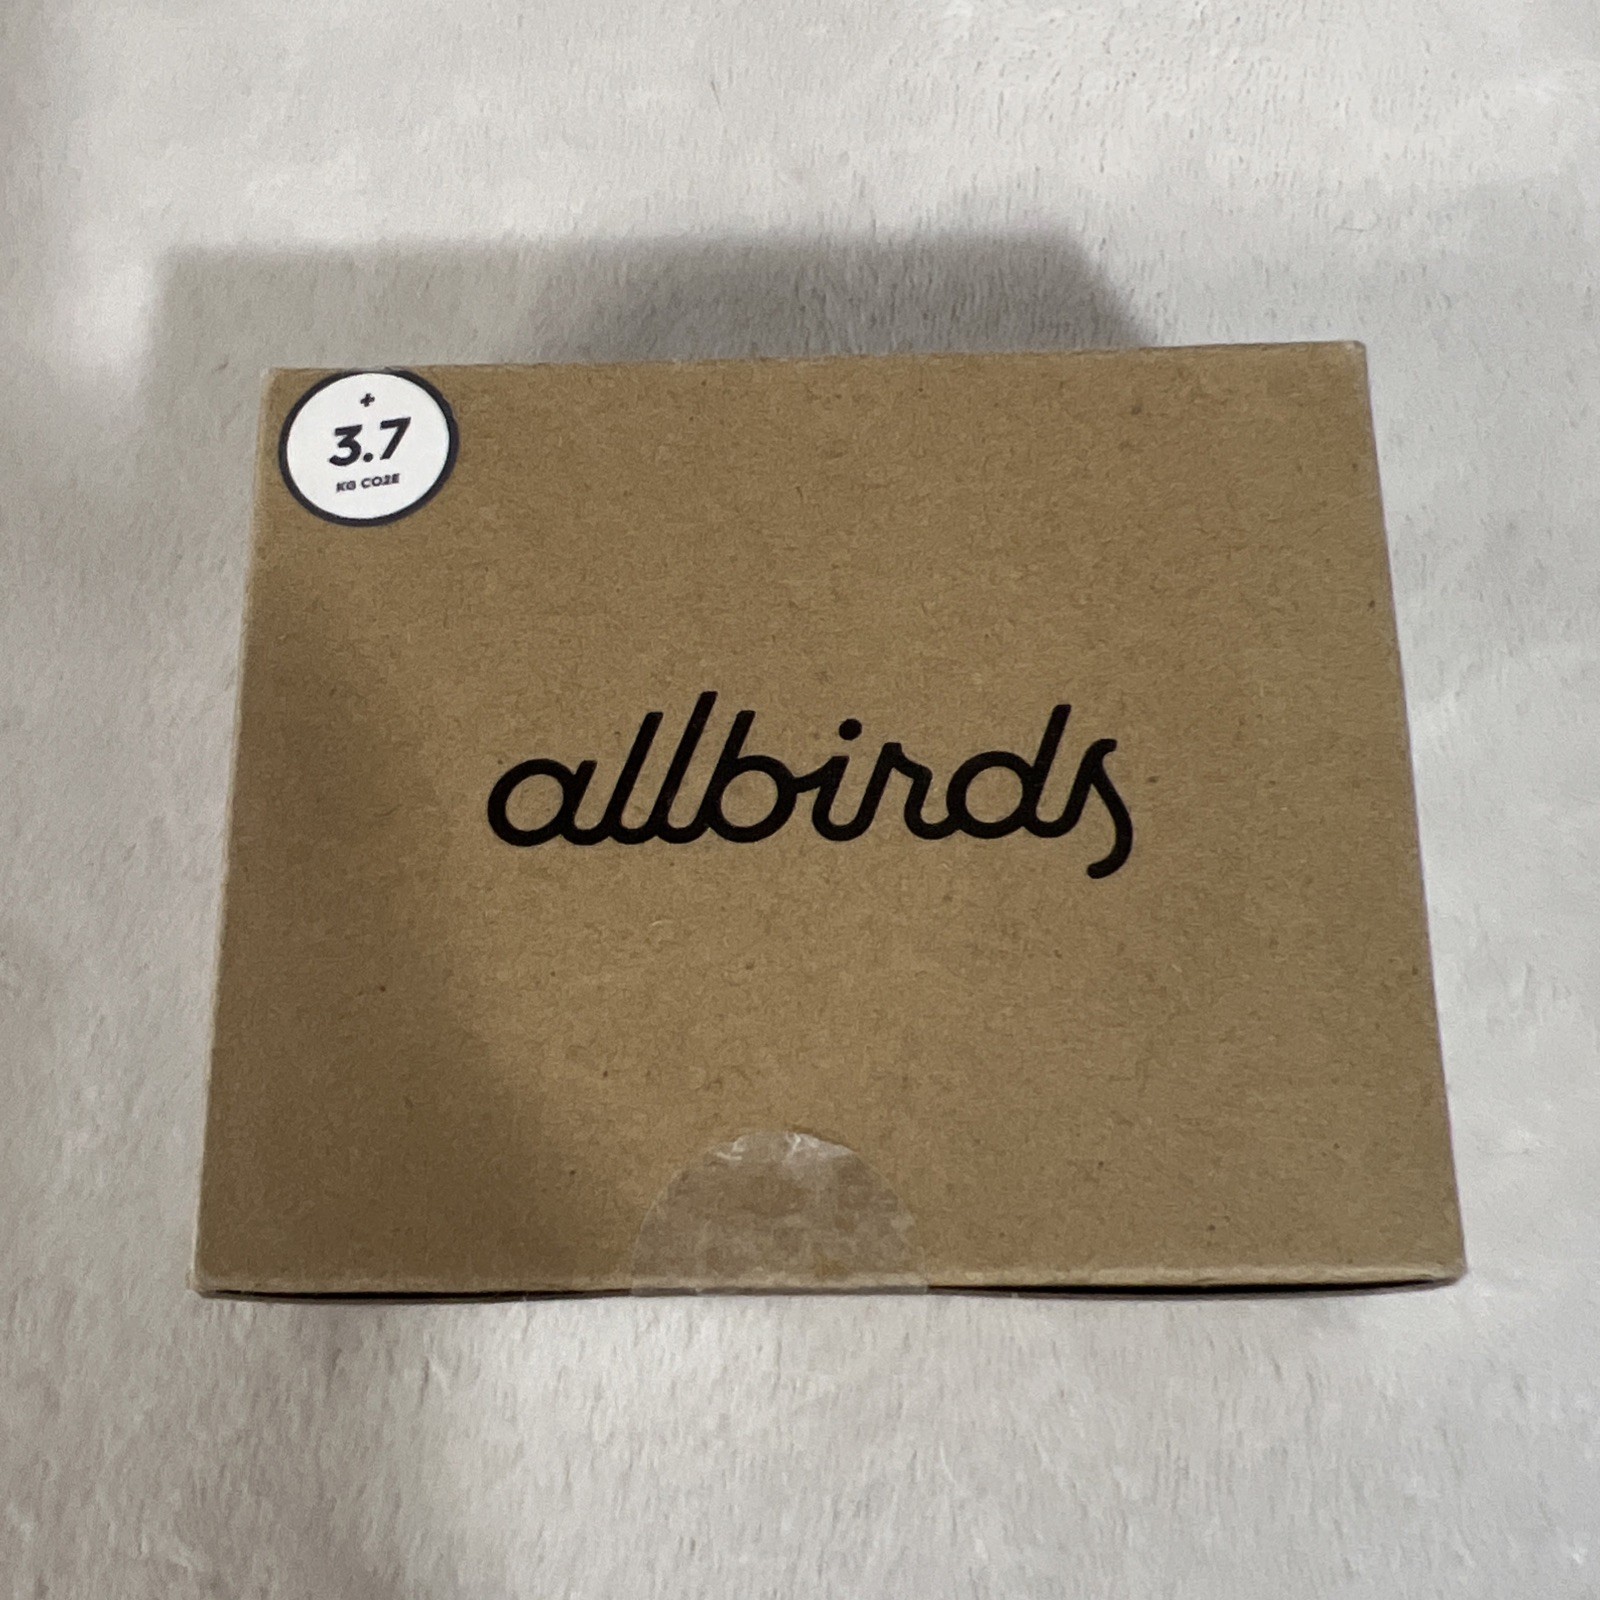 +
3.7
KG CO2E
allbirds